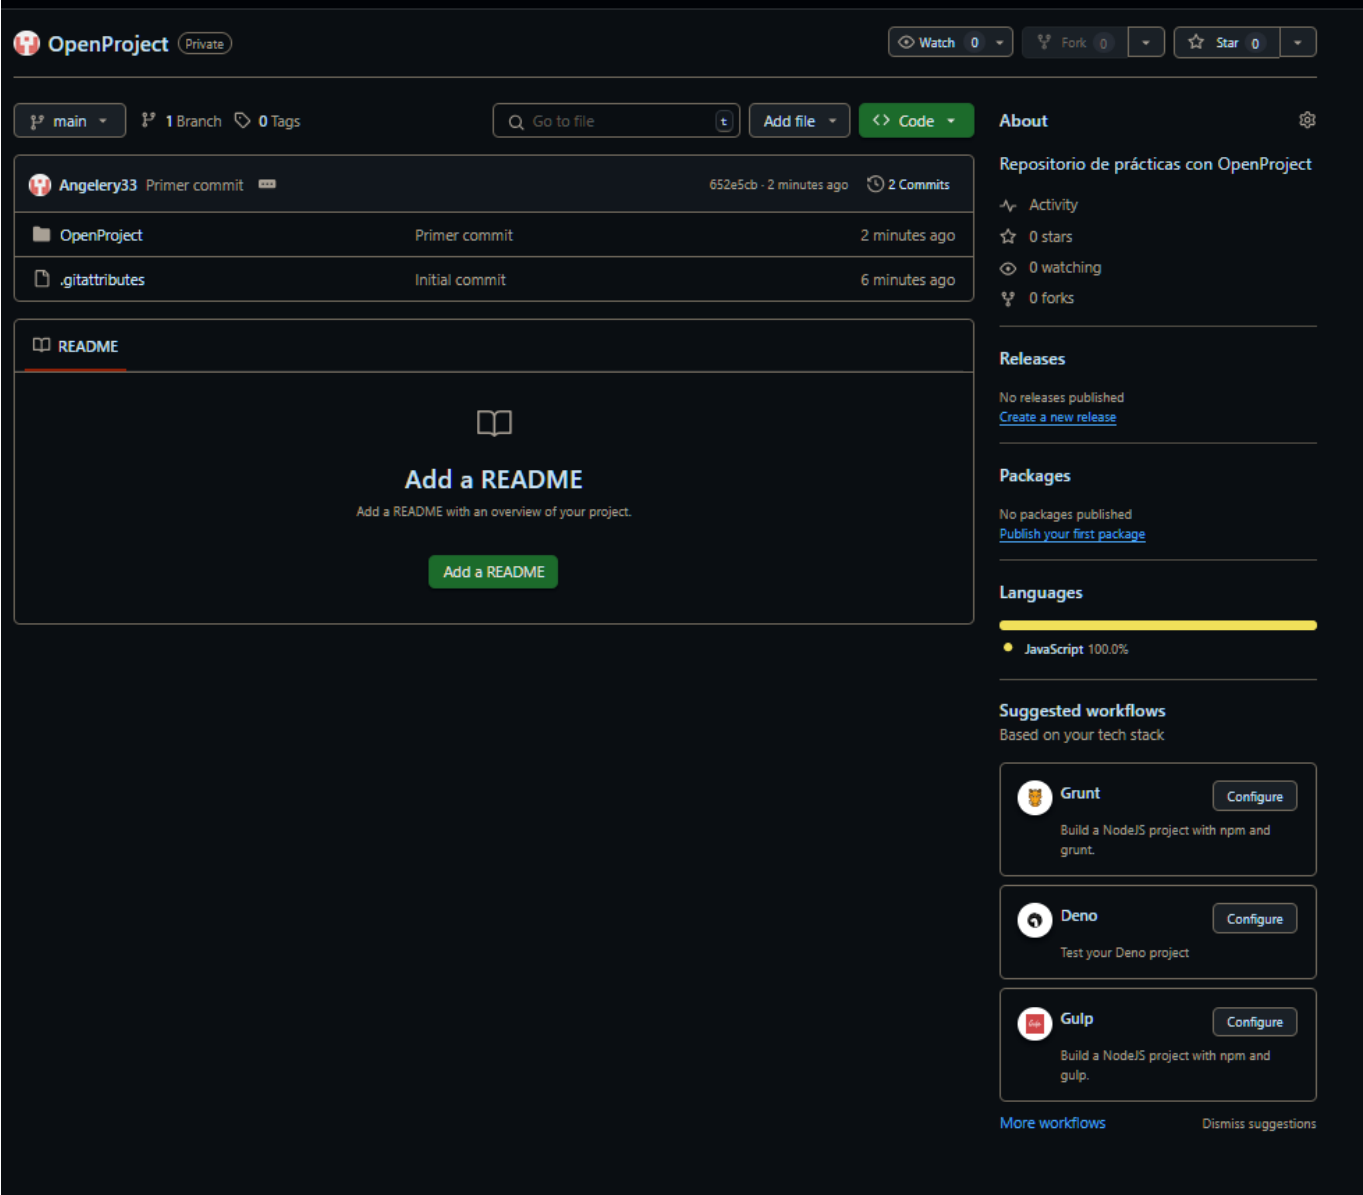 OpenProject Private
Watch 0
Fork 0
Star 0
main
1 Branch
0 Tags
Go to file
t
Add file
<> Code
Angelery33 Primer commit
652e5cb · 2 minutes ago
2 Commits
OpenProject Primer commit 2 minutes ago
.gitattributes Initial commit 6 minutes ago
README
Add a README
Add a README with an overview of your project.
Add a README
About
Repositorio de prácticas con OpenProject
Activity
0 stars
0 watching
0 forks
Releases
No releases published
Create a new release
Packages
No packages published
Publish your first package
Languages
JavaScript 100.0%
Suggested workflows
Based on your tech stack
Grunt
Configure
Build a NodeJS project with npm and
grunt.
Deno
Configure
Test your Deno project
Gulp
Configure
Build a NodeJS project with npm and
gulp.
More workflows
Dismiss suggestions